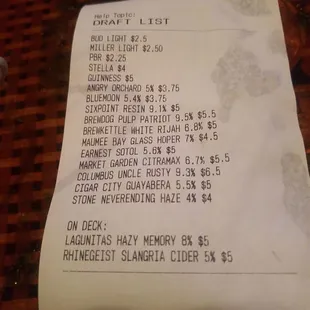 Help Topic:
DRAFT LIST
BUD LIGHT $2.5
MILLER LIGHT $2.50
PBR $2.25
STELLA $4
GUINNESS $5
ANGRY ORCHARD 5% $3.75
BLUEMOON 5.4% $3.75
SIXPOINT RESIN 9.1% $5
BREWDOG PULP PATRIOT 9.5% $5.5
BREWKETTLE WHITE RIJAH 6.8% $5
MAUMEE BAY GLASS HOPER 7% $4.5
EARNEST SOTOL 5.6% $5
MARKET GARDEN CITRAMAX 6.7% $5.5
COLUMBUS UNCLE RUSTY 9.3% $6.5
CIGAR CITY GUAYABERA 5.5% $5
STONE NEVERENDING HAZE 4% $4
ON DECK:
LAGUNITAS HAZY MEMORY 8% $5
RHINEGEIST SLANGRIA CIDER 5% $5